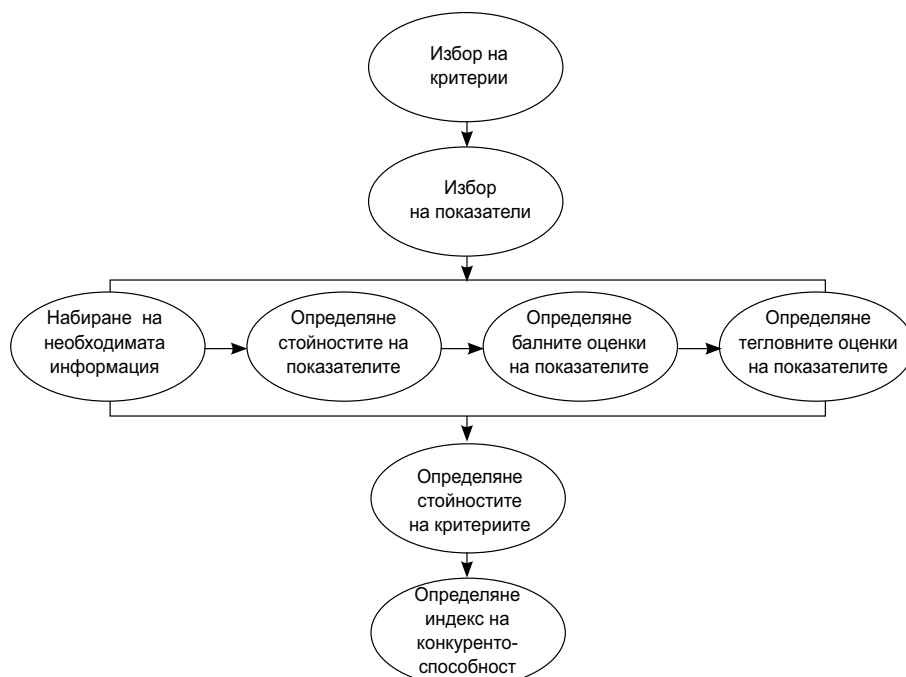 Избор на
критерии
Избор
на показатели
Набиране на
необходимата
информация
Определяне
стойностите на
показателите
Определяне
балните оценки
на показателите
Определяне
тегловните оценки
на показателите
Определяне
стойностите
на критериите
Определяне
индекс на
конкуренто-
способност